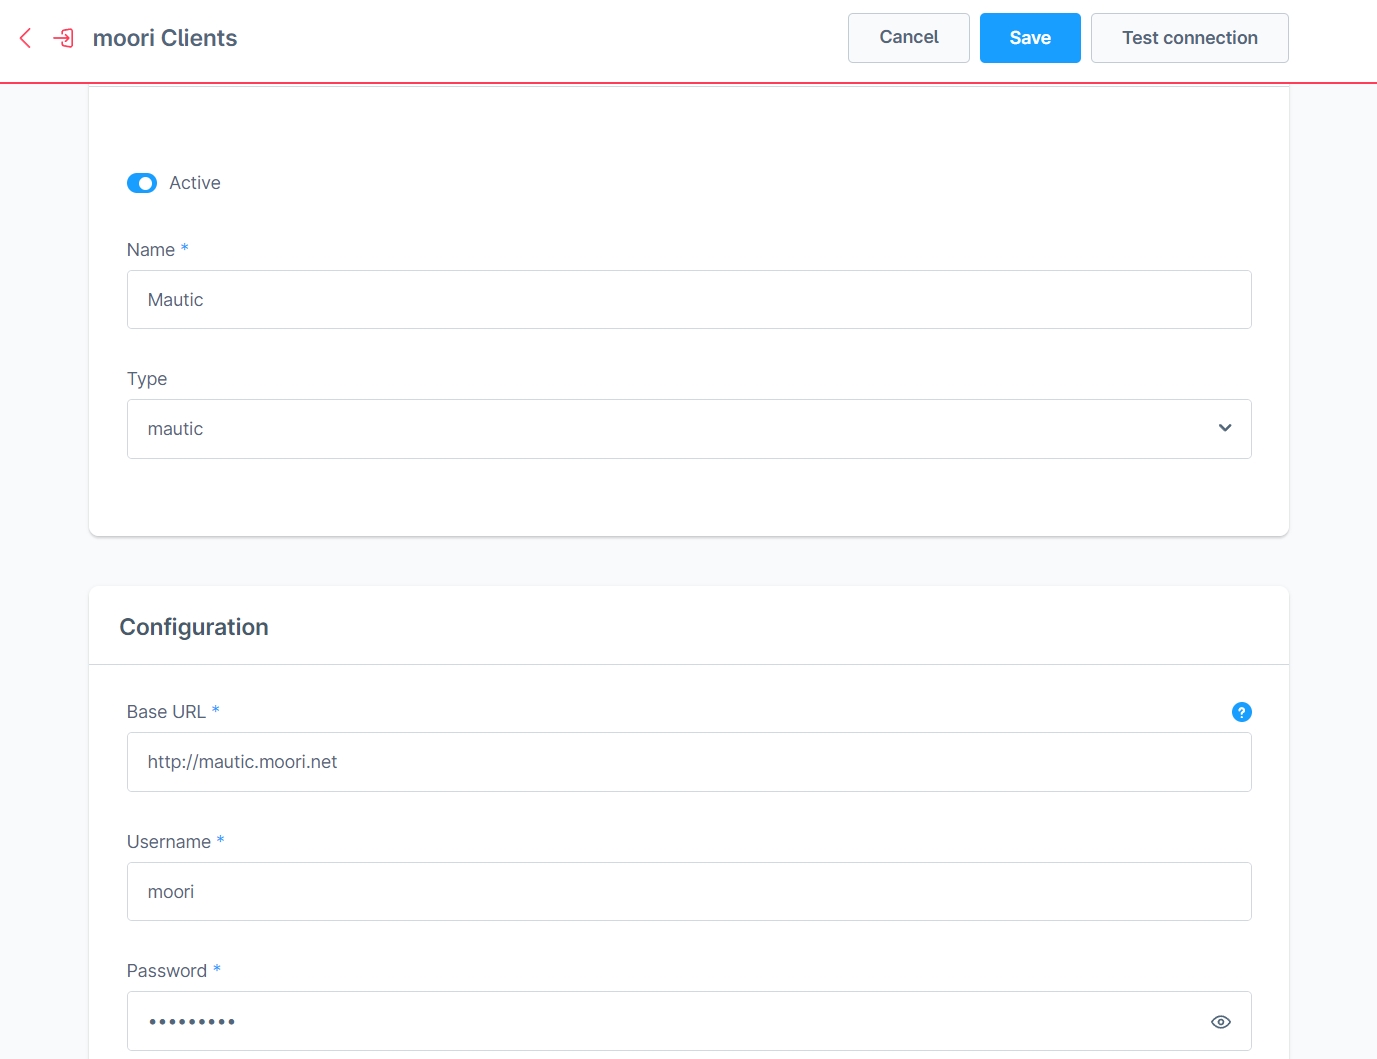 moori Clients
Cancel
Save
Test connection
Active
Name *
Mautic
Type
mautic
Configuration
Base URL *
?
http://mautic.moori.net
Username *
moori
Password *
•••••••••